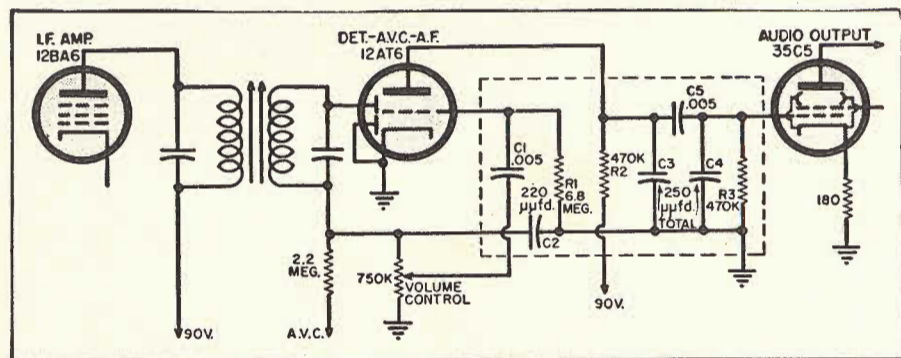 I.F. AMP.
12BA6
DET.-A.V.C.-A.F.
12AT6
AUDIO OUTPUT
35C5
C1
.005
220
µµfd.
C2
R1
6.8
MEG.
470K
R2
C5
.005
C3
C4
250
µµfd.
TOTAL
R3
470K
180
2.2
MEG.
750K
VOLUME
CONTROL
90V.
A.V.C.
90V.